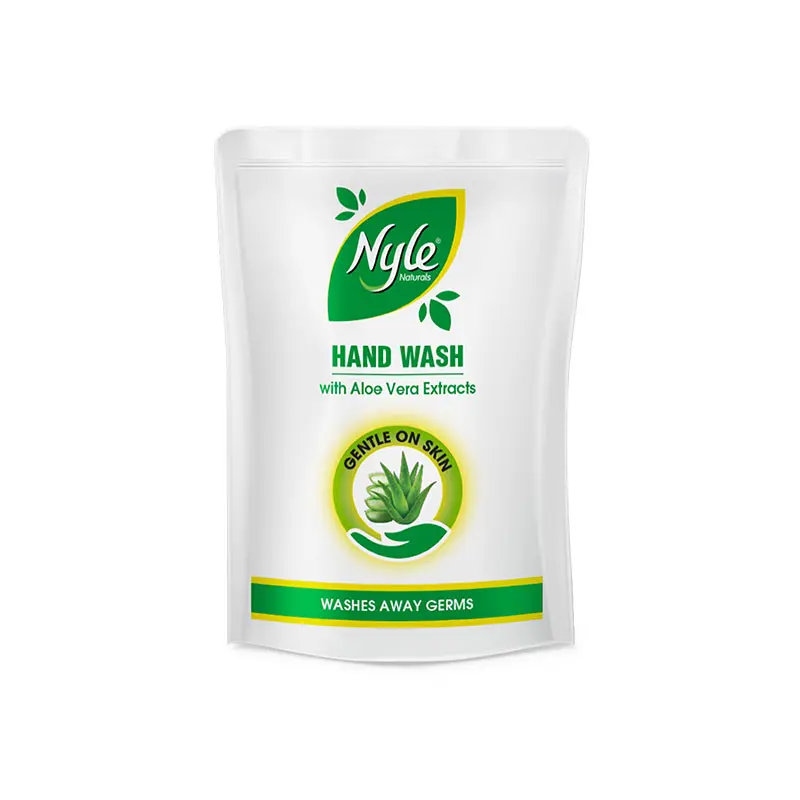 Nyle®
Naturals
HAND WASH
with Aloe Vera Extracts
GENTLE ON SKIN
WASHES AWAY GERMS